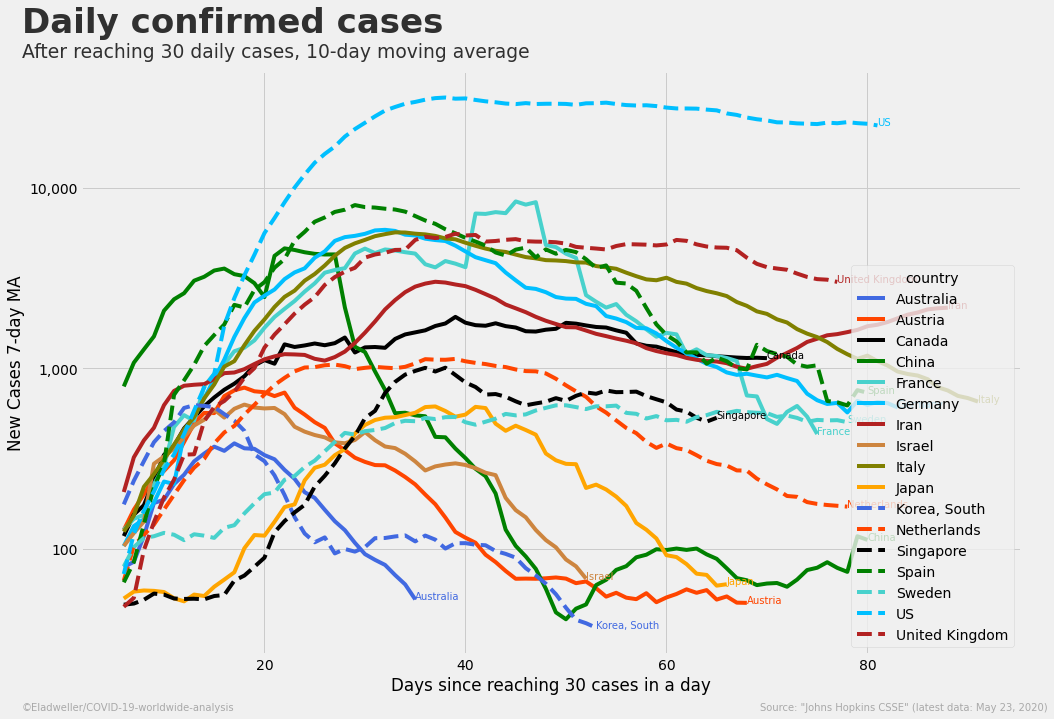 Daily confirmed cases
After reaching 30 daily cases, 10-day moving average
New Cases 7-day MA
10,000
1,000
100
20
40
60
80
Days since reaching 30 cases in a day
US
United Kingdom
Iran
Canada
Spain
Italy
Singapore
France
Netherlands
China
Israel
Japan
Australia
Austria
Korea, South
country
Australia
Austria
Canada
China
France
Germany
Iran
Israel
Italy
Japan
Korea, South
Netherlands
Singapore
Spain
Sweden
US
United Kingdom
©Eladweller/COVID-19-worldwide-analysis
Source: "Johns Hopkins CSSE" (latest data: May 23, 2020)